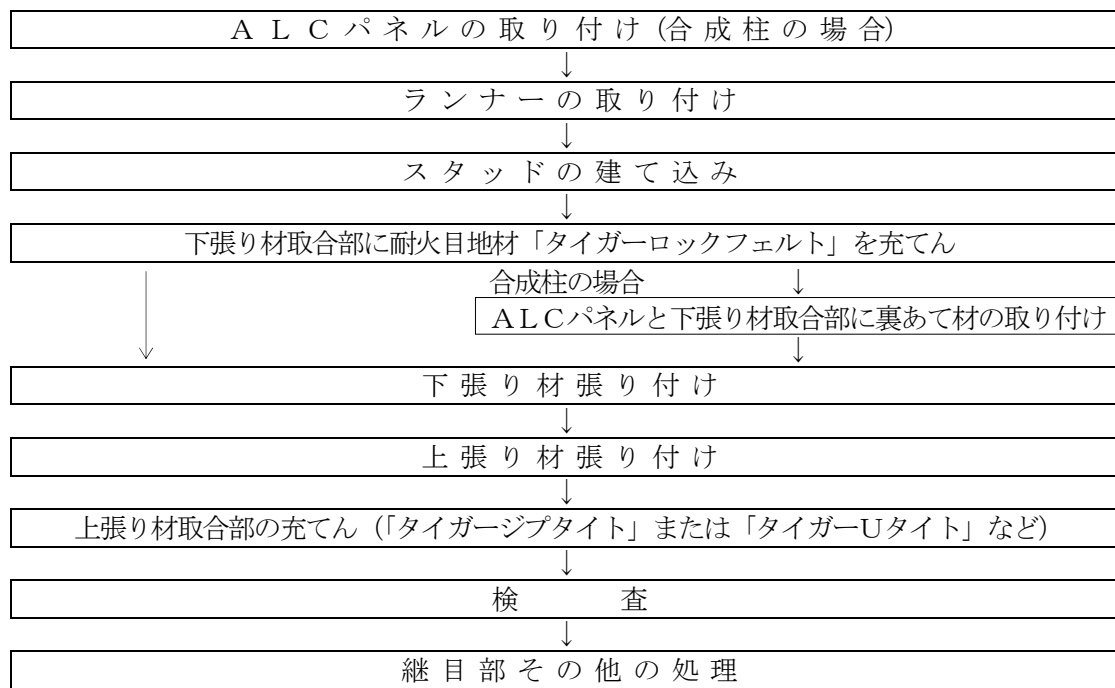 ＡＬＣパネルの取り付け(合成柱の場合)
↓
ランナーの取り付け
↓
スタッドの建て込み
↓
下張り材取合部に耐火目地材「タイガーロックフェルト」を充てん
合成柱の場合 ↓
ＡＬＣパネルと下張り材取合部に裏あて材の取り付け
↓
下張り材張り付け
↓
上張り材張り付け
↓
上張り材取合部の充てん（「タイガージプタイト」または「タイガーＵタイト」など）
↓
検　　査
↓
継目部その他の処理